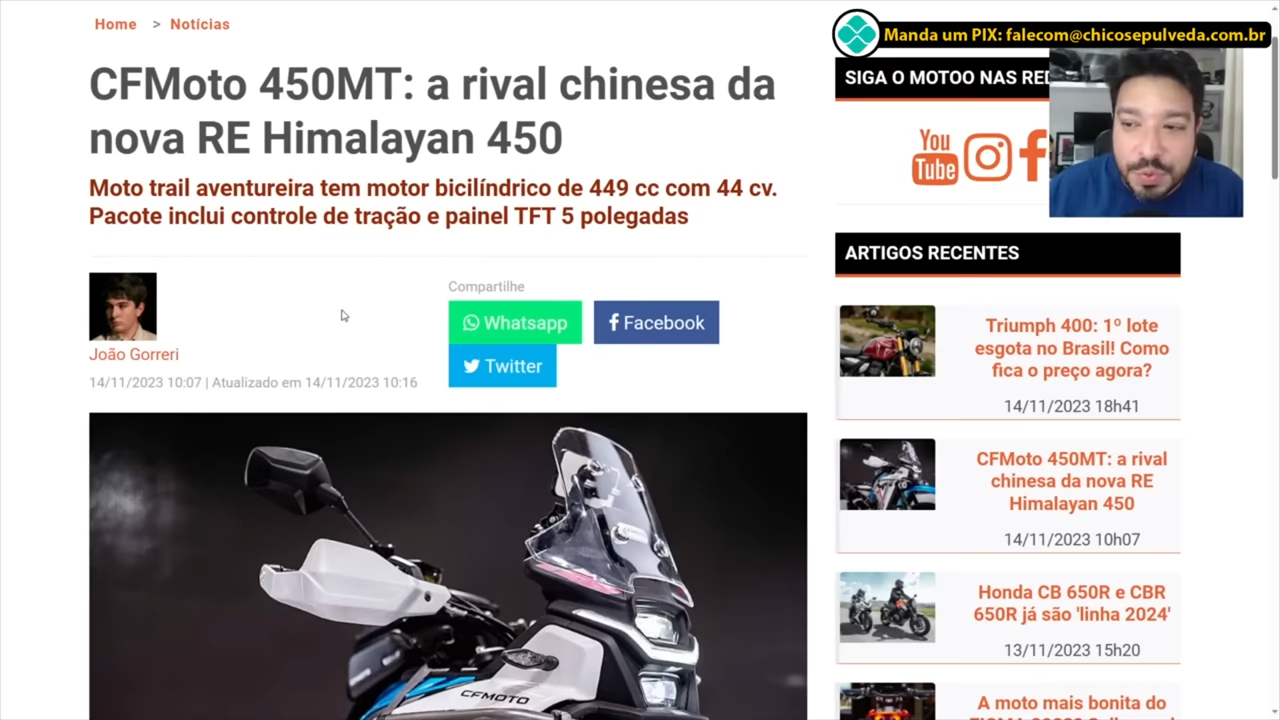 Home > Notícias
Manda um PIX: falecom@chicosepulveda.com.br
CFMoto 450MT: a rival chinesa da
nova RE Himalayan 450
Moto trail aventureira tem motor bicilíndrico de 449 cc com 44 cv.
Pacote inclui controle de tração e painel TFT 5 polegadas
João Gorreri
14/11/2023 10:07 | Atualizado em 14/11/2023 10:16
Compartilhe
Whatsapp
Facebook
Twitter
CFMOTO
SIGA O MOTOO NAS RED
You
Tube
ARTIGOS RECENTES
Triumph 400: 1º lote
esgota no Brasil! Como
fica o preço agora?
14/11/2023 18h41
CFMoto 450MT: a rival
chinesa da nova RE
Himalayan 450
14/11/2023 10h07
Honda CB 650R e CBR
650R já são 'linha 2024'
13/11/2023 15h20
A moto mais bonita do